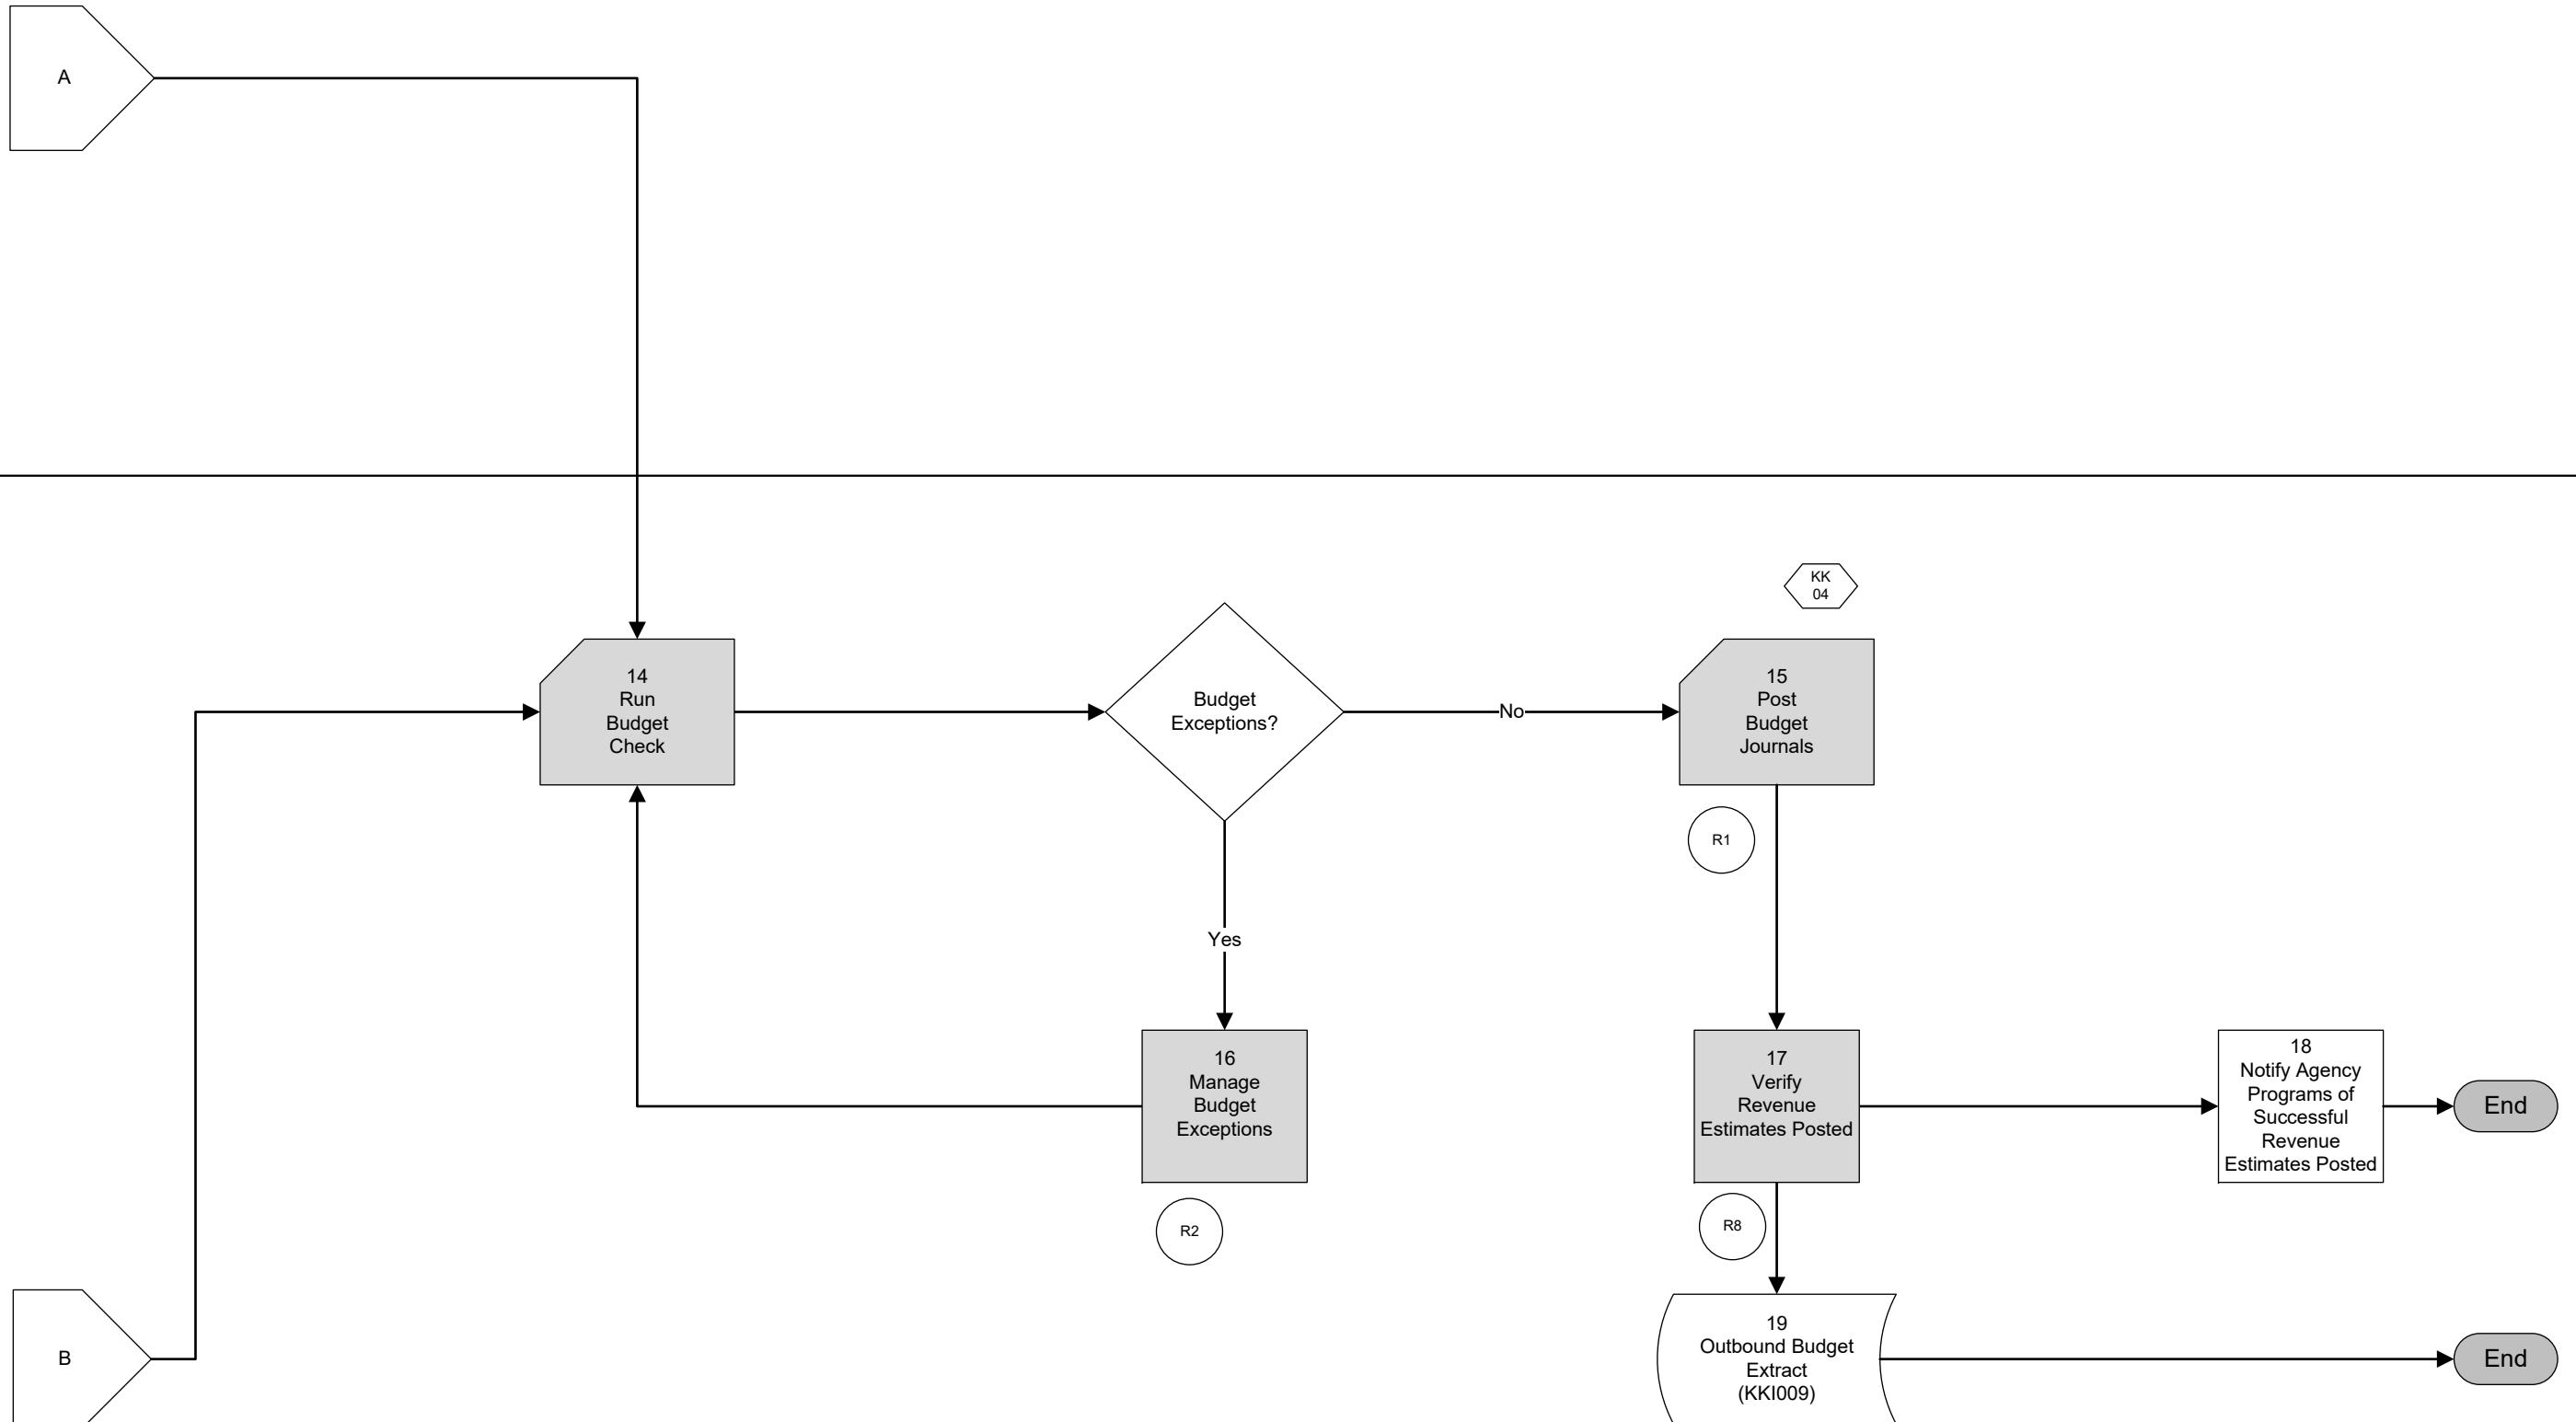 A
KK
04
14
Run
Budget
Check
Budget
Exceptions?
No
15
Post
Budget
Journals
R1
Yes
16
Manage
Budget
Exceptions
17
Verify
Revenue
Estimates Posted
18
Notify Agency
Programs of
Successful
Revenue
Estimates Posted
End
R2
R8
B
19
Outbound Budget
Extract
(KKI009)
End